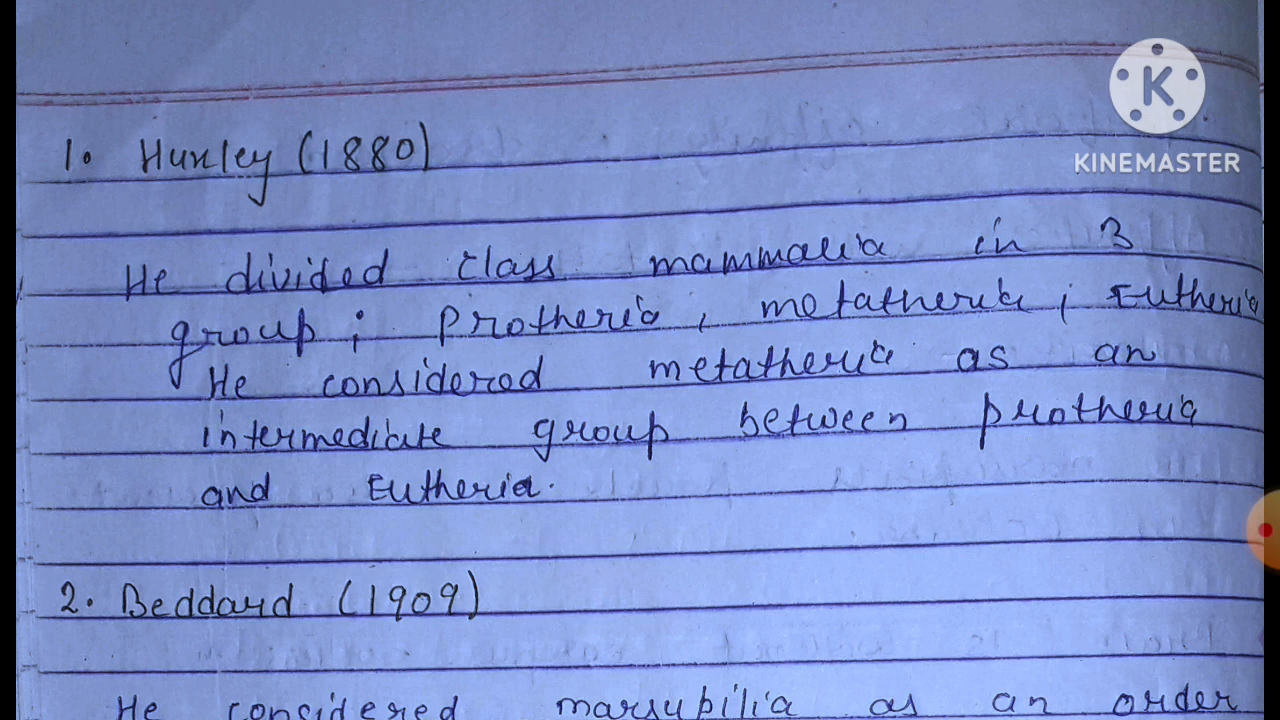 KINEMASTER
1. Huxley (1880)
He divided class mammalia in 3
group; Protheria, metatheria, Eutheria
He considered metatheria as an
intermediate group between protheria
and Eutheria.
2. Beddard (1909)
He considered marsupilia as an order